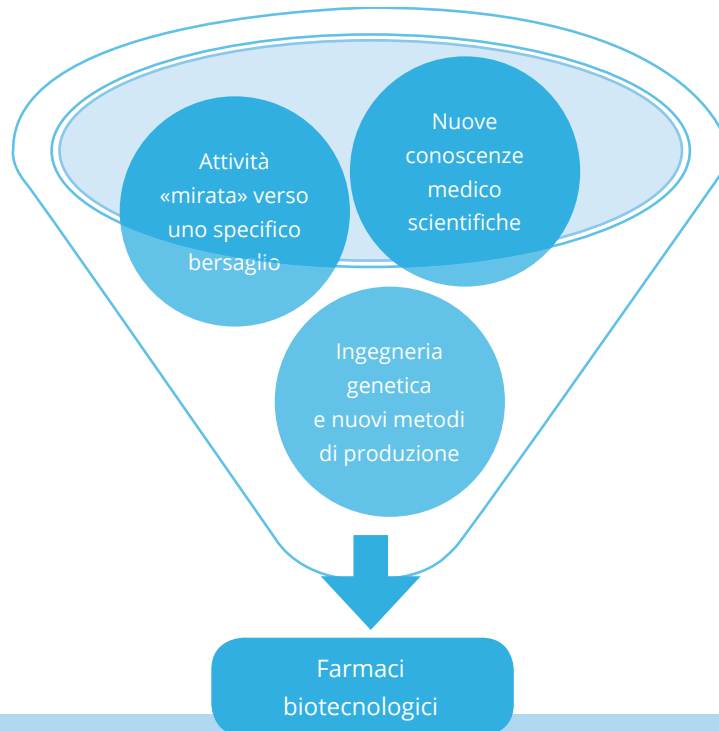 Attività
«mirata» verso
uno specifico
bersaglio
Nuove
conoscenze
medico
scientifiche
Ingegneria
genetica
e nuovi metodi
di produzione
Farmaci
biotecnologici